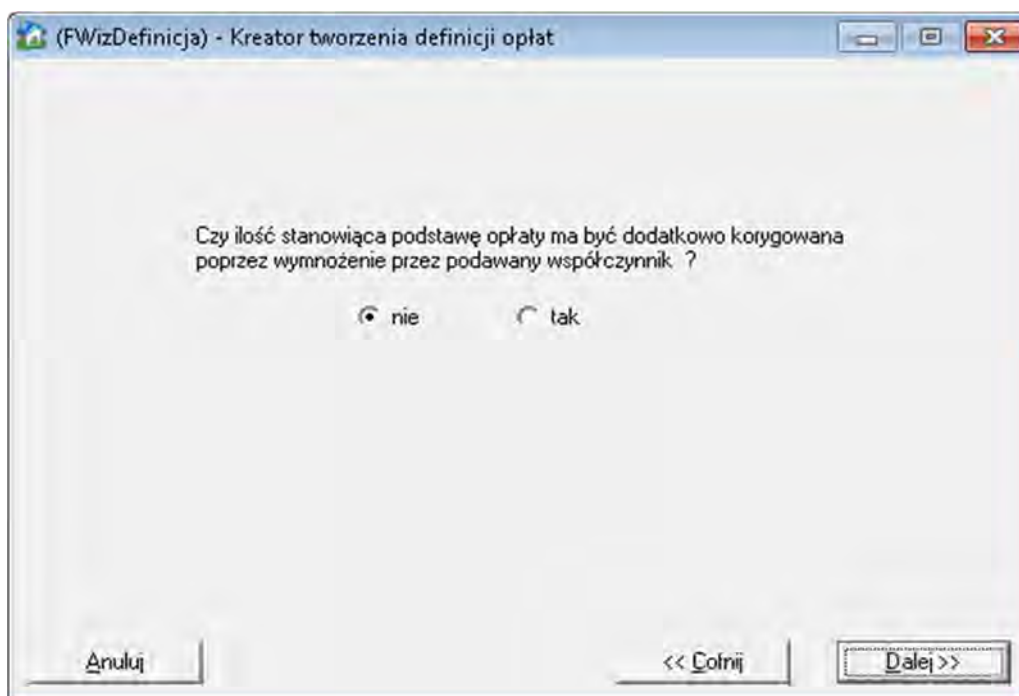 (FWizDefinicja) - Kreator tworzenia definicji opłat
Czy ilość stanowiąca podstawę opłaty ma być dodatkowo korygowana
poprzez wymnożenie przez podawany współczynnik ?
nie tak
Anuluj << Cofnij Dalej >>